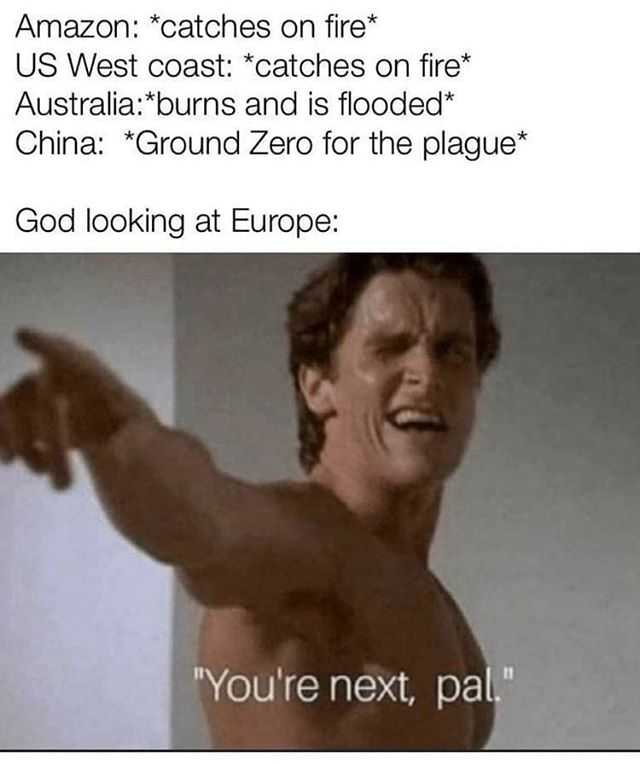 Amazon: *catches on fire*
US West coast: *catches on fire*
Australia:*burns and is flooded*
China: *Ground Zero for the plague*
God looking at Europe:
"You're next, pal."